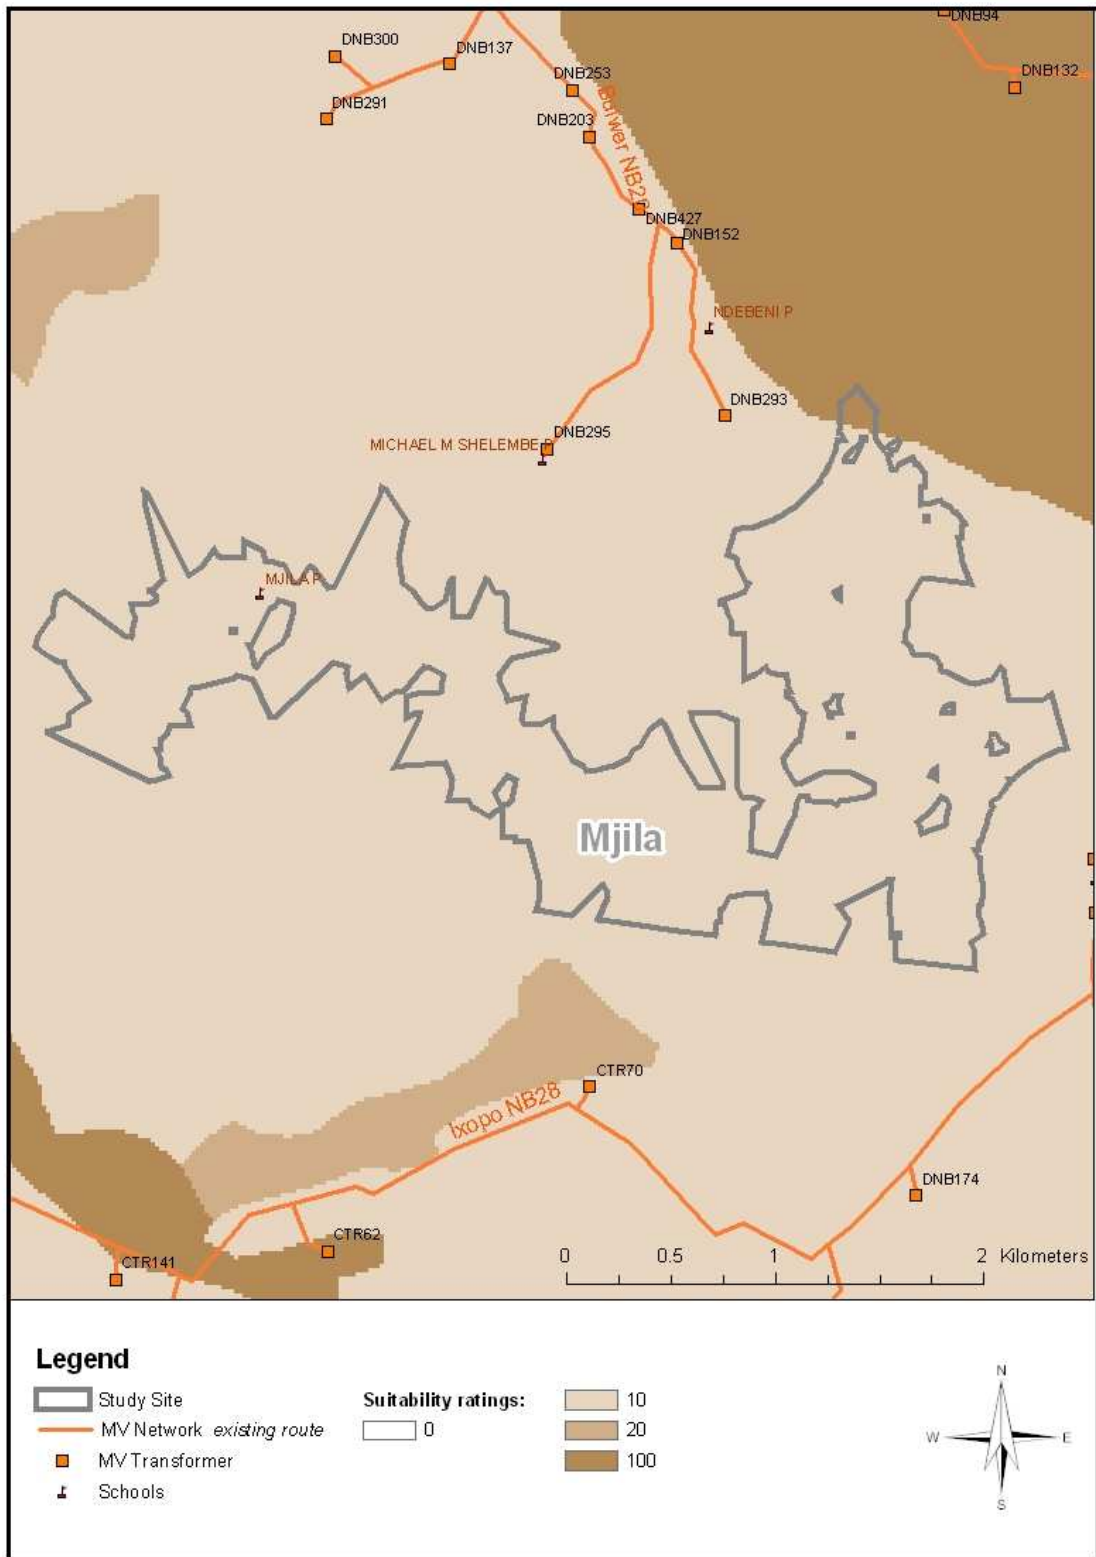 DNB94
DNB300
DNB137
DNB253
DNB132
DNB291
DNB203
Bulwer NB2
DNB427
DNB152
NDEBENI P
DNB293
DNB295
MICHAEL M SHELEMBE P
MJILA P
Mjila
CTR70
Ixopo NB28
DNB174
CTR62
CTR141
0 0.5 1 2 Kilometers
Legend
Study Site
MV Network existing route
MV Transformer
Schools
Suitability ratings:
0
10
20
100
N
W E
S